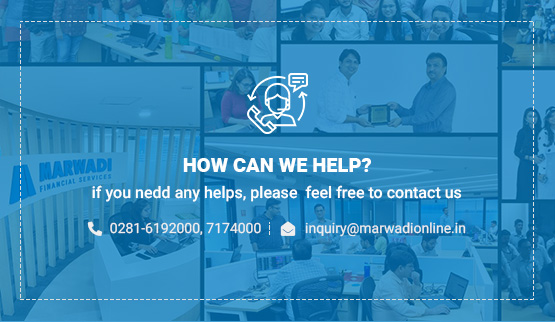 MARWADI
FINANCIAL SERVICES
HOW CAN WE HELP?
if you nedd any helps, please feel free to contact us
0281-6192000, 7174000
inquiry@marwadionline.in